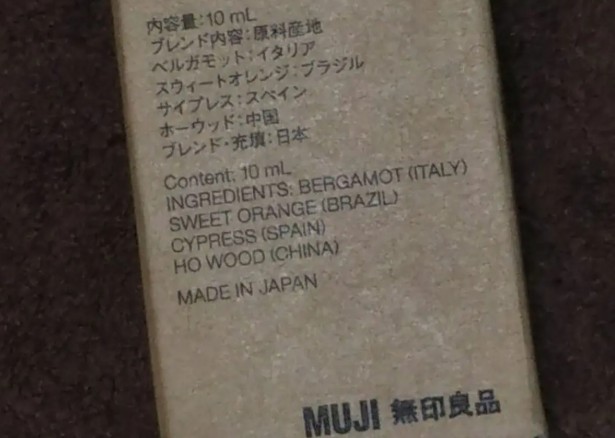 内容量:10 mL
ブレンド内容:原料産地
ベルガモット:イタリア
スウィートオレンジ:ブラジル
サイプレス:スペイン
ホーウッド:中国
ブレンド・充填:日本
Content: 10 mL
INGREDIENTS: BERGAMOT (ITALY)
SWEET ORANGE (BRAZIL)
CYPRESS (SPAIN)
HO WOOD (CHINA)
MADE IN JAPAN
MUJI 無印良品